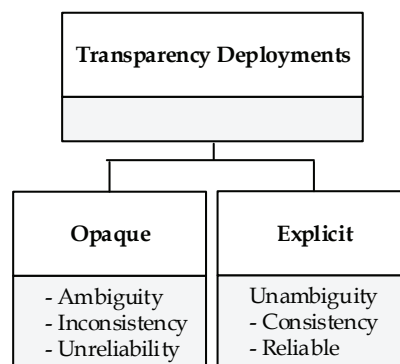 Transparency Deployments
Opaque
- Ambiguity
- Inconsistency
- Unreliability
Explicit
Unambiguity
- Consistency
- Reliable